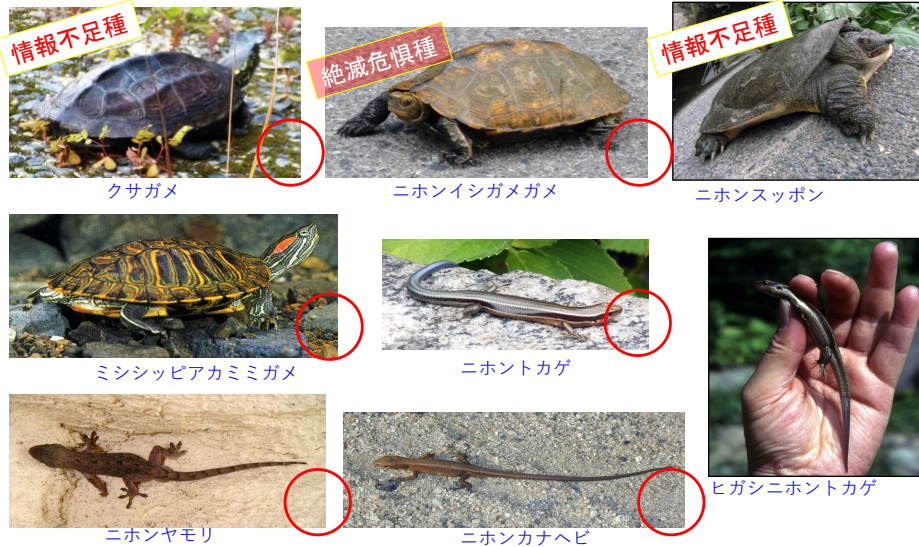 情報不足種
絶滅危惧種
情報不足種
クサガメ
ニホンイシガメガメ
ニホンスッポン
ミシシッピアカミミガメ
ニホントカゲ
ヒガシニホントカゲ
ニホンヤモリ
ニホンカナヘビ